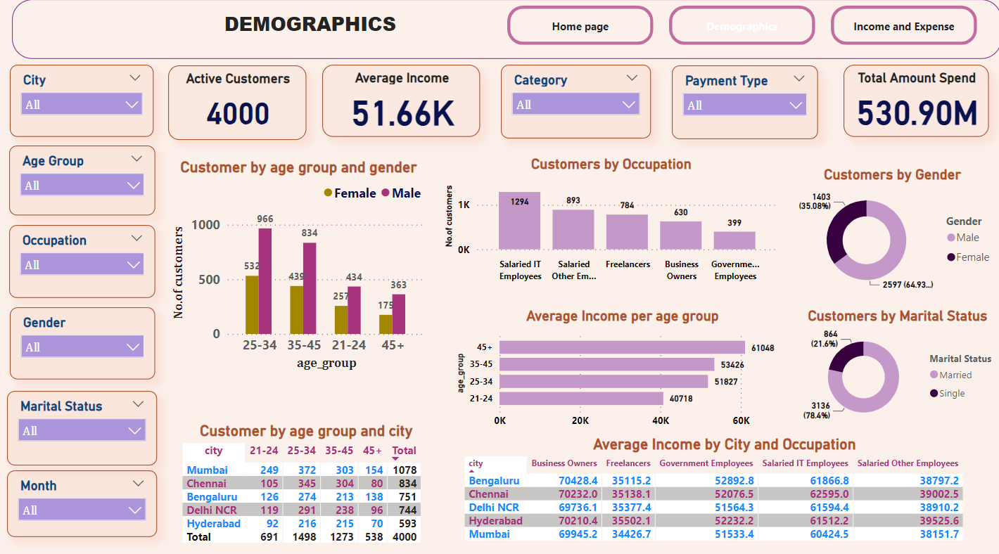 DEMOGRAPHICS
Home page
Demographics
Income and Expense
City
All
Active Customers
4000
Average Income
51.66K
Category
All
Payment Type
All
Total Amount Spend
530.90M
Age Group
All
Occupation
All
Gender
All
Marital Status
All
Month
All
Customer by age group and gender
Female Male
No.of customers
1000
500
0
966
532
834
439
434
257
363
175
25-34 35-45 21-24 45+
age_group
Customers by Occupation
No.of customers
1K
0K
1294 893 784 630 399
Salaried IT Employees
Salaried Other Em...
Freelancers
Business Owners
Governme... Employees
Customers by Gender
1403 (35.08%)
2597 (64.93...)
Gender
Male
Female
Average Income per age group
age_group
45+ 61048
35-45 53426
25-34 51827
21-24 40718
0K 20K 40K 60K
Customers by Marital Status
864 (21.6%)
3136 (78.4%)
Marital Status
Married
Single
Customer by age group and city
city 21-24 25-34 35-45 45+ Total
Mumbai 249 372 303 154 1078
Chennai 105 345 304 80 834
Bengaluru 126 274 213 138 751
Delhi NCR 119 291 238 96 744
Hyderabad 92 216 215 70 593
Total 691 1498 1273 538 4000
Average Income by City and Occupation
city Business Owners Freelancers Government Employees Salaried IT Employees Salaried Other Employees
Bengaluru 70428.4 35115.2 52892.8 61866.8 38797.2
Chennai 70232.0 35138.1 52076.5 62595.0 39002.5
Delhi NCR 69736.1 35377.4 51564.3 61594.4 38910.2
Hyderabad 70210.4 35502.1 52232.2 61512.2 39525.6
Mumbai 69945.2 34426.7 51533.4 60424.5 38151.7